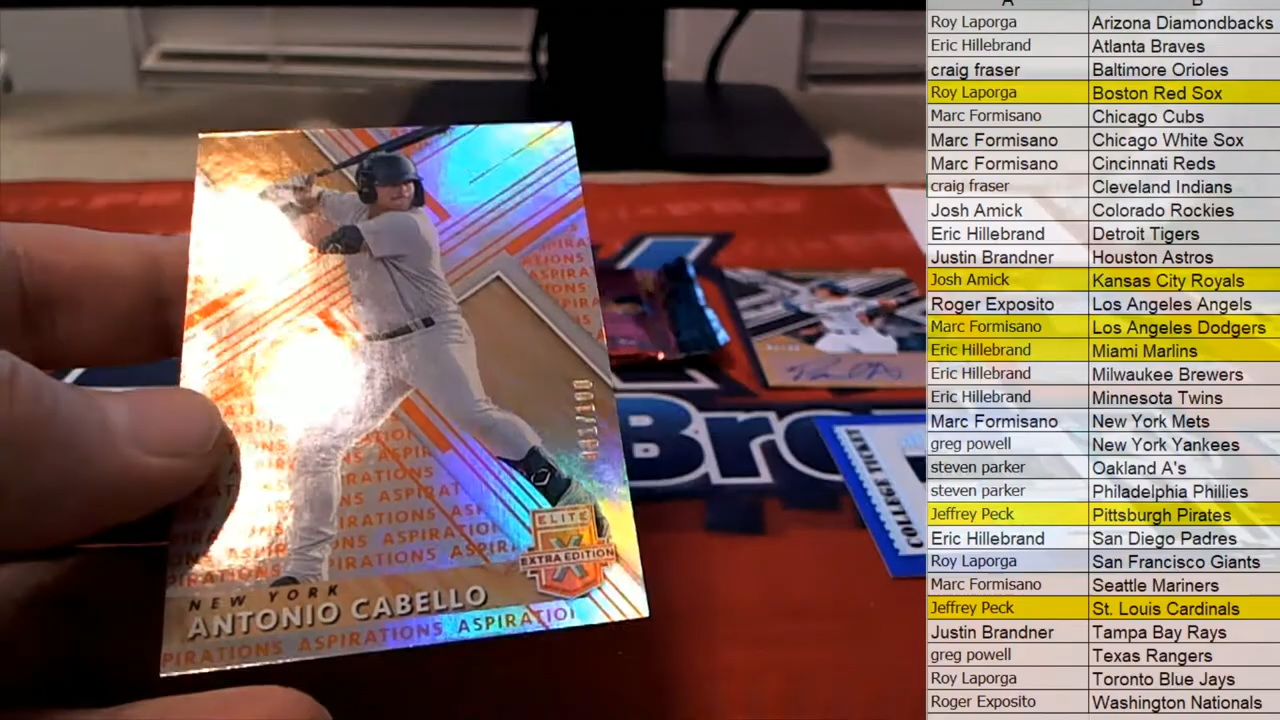 A B
Roy Laporga Arizona Diamondbacks
Eric Hillebrand Atlanta Braves
craig fraser Baltimore Orioles
Roy Laporga Boston Red Sox
Marc Formisano Chicago Cubs
Marc Formisano Chicago White Sox
Marc Formisano Cincinnati Reds
craig fraser Cleveland Indians
Josh Amick Colorado Rockies
Eric Hillebrand Detroit Tigers
Justin Brandner Houston Astros
Josh Amick Kansas City Royals
Roger Exposito Los Angeles Angels
Marc Formisano Los Angeles Dodgers
Eric Hillebrand Miami Marlins
Eric Hillebrand Milwaukee Brewers
Eric Hillebrand Minnesota Twins
Marc Formisano New York Mets
greg powell New York Yankees
steven parker Oakland A's
steven parker Philadelphia Phillies
Jeffrey Peck Pittsburgh Pirates
Eric Hillebrand San Diego Padres
Roy Laporga San Francisco Giants
Marc Formisano Seattle Mariners
Jeffrey Peck St. Louis Cardinals
Justin Brandner Tampa Bay Rays
greg powell Texas Rangers
Roy Laporga Toronto Blue Jays
Roger Exposito Washington Nationals
ELITE
EXTRA EDITION
NEW YORK
ANTONIO CABELLO
PIRATIONS ASPIRATIONS ASPIRATION
COLLEGE TICKET
Bro